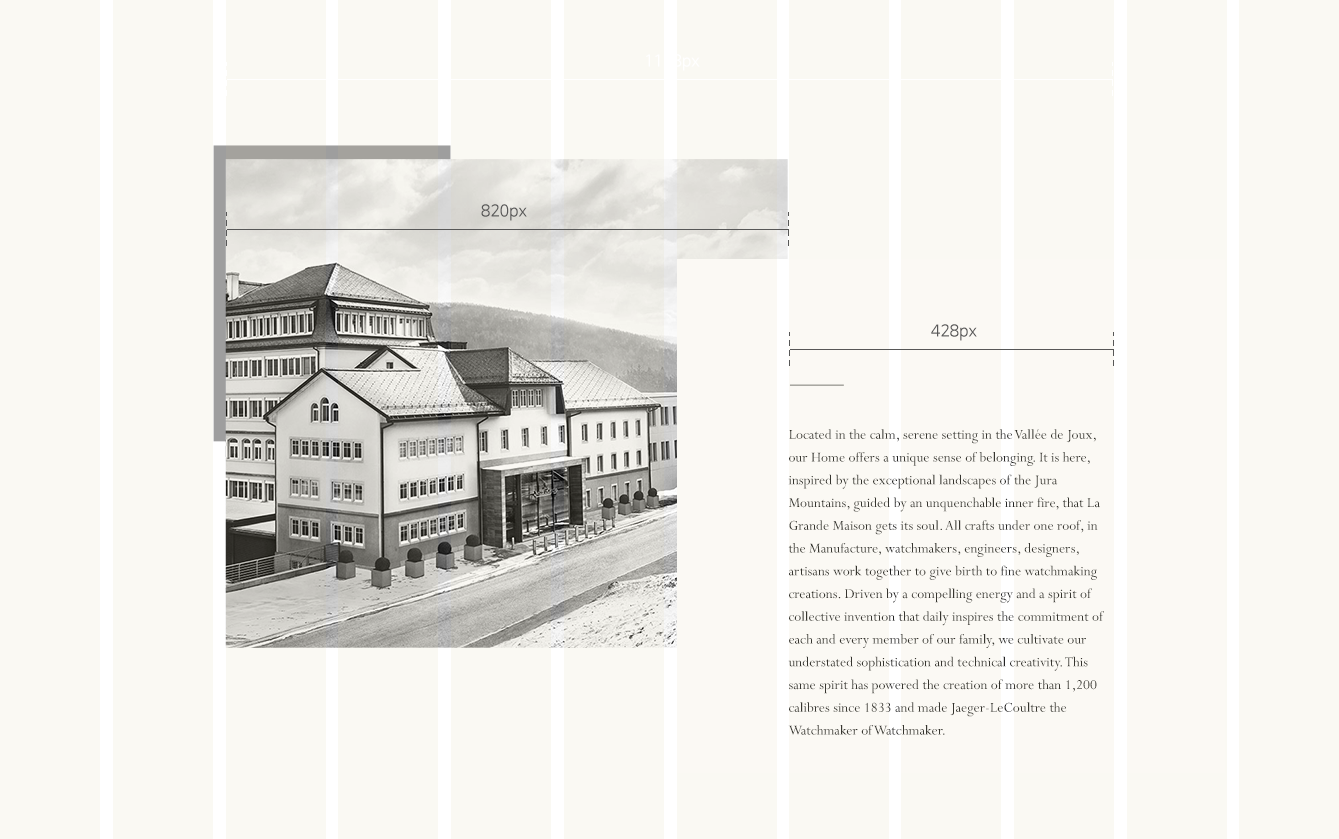 820px
428px
Located in the calm, serene setting in the Vallée de Joux,
our Home offers a unique sense of belonging. It is here,
inspired by the exceptional landscapes of the Jura
Mountains, guided by an unquenchable inner fire, that La
Grande Maison gets its soul. All crafts under one roof, in
the Manufacture, watchmakers, engineers, designers,
artisans work together to give birth to fine watchmaking
creations. Driven by a compelling energy and a spirit of
collective invention that daily inspires the commitment of
each and every member of our family, we cultivate our
understated sophistication and technical creativity. This
same spirit has powered the creation of more than 1,200
calibres since 1833 and made Jaeger-LeCoultre the
Watchmaker of Watchmaker.